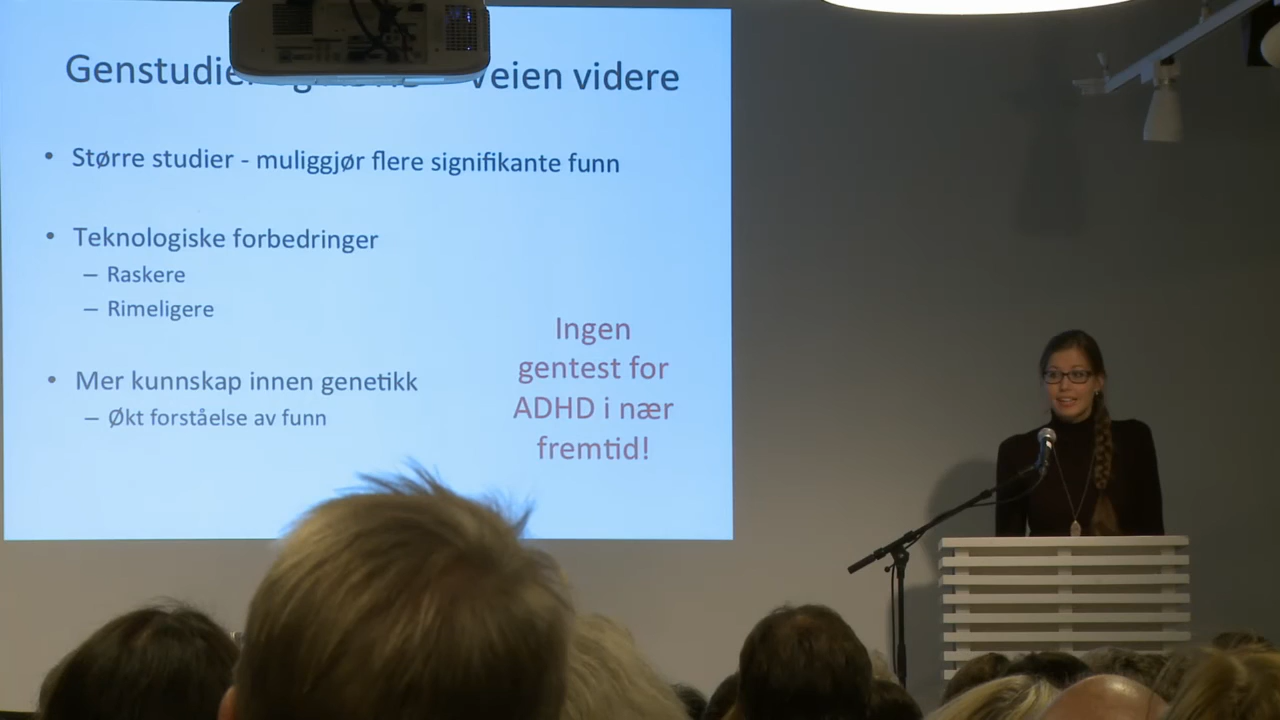 Genstudie veien videre
• Større studier - muliggjør flere signifikante funn
• Teknologiske forbedringer
– Raskere
– Rimeligere
• Mer kunnskap innen genetikk
– Økt forståelse av funn
Ingen
gentest for
ADHD i nær
fremtid!